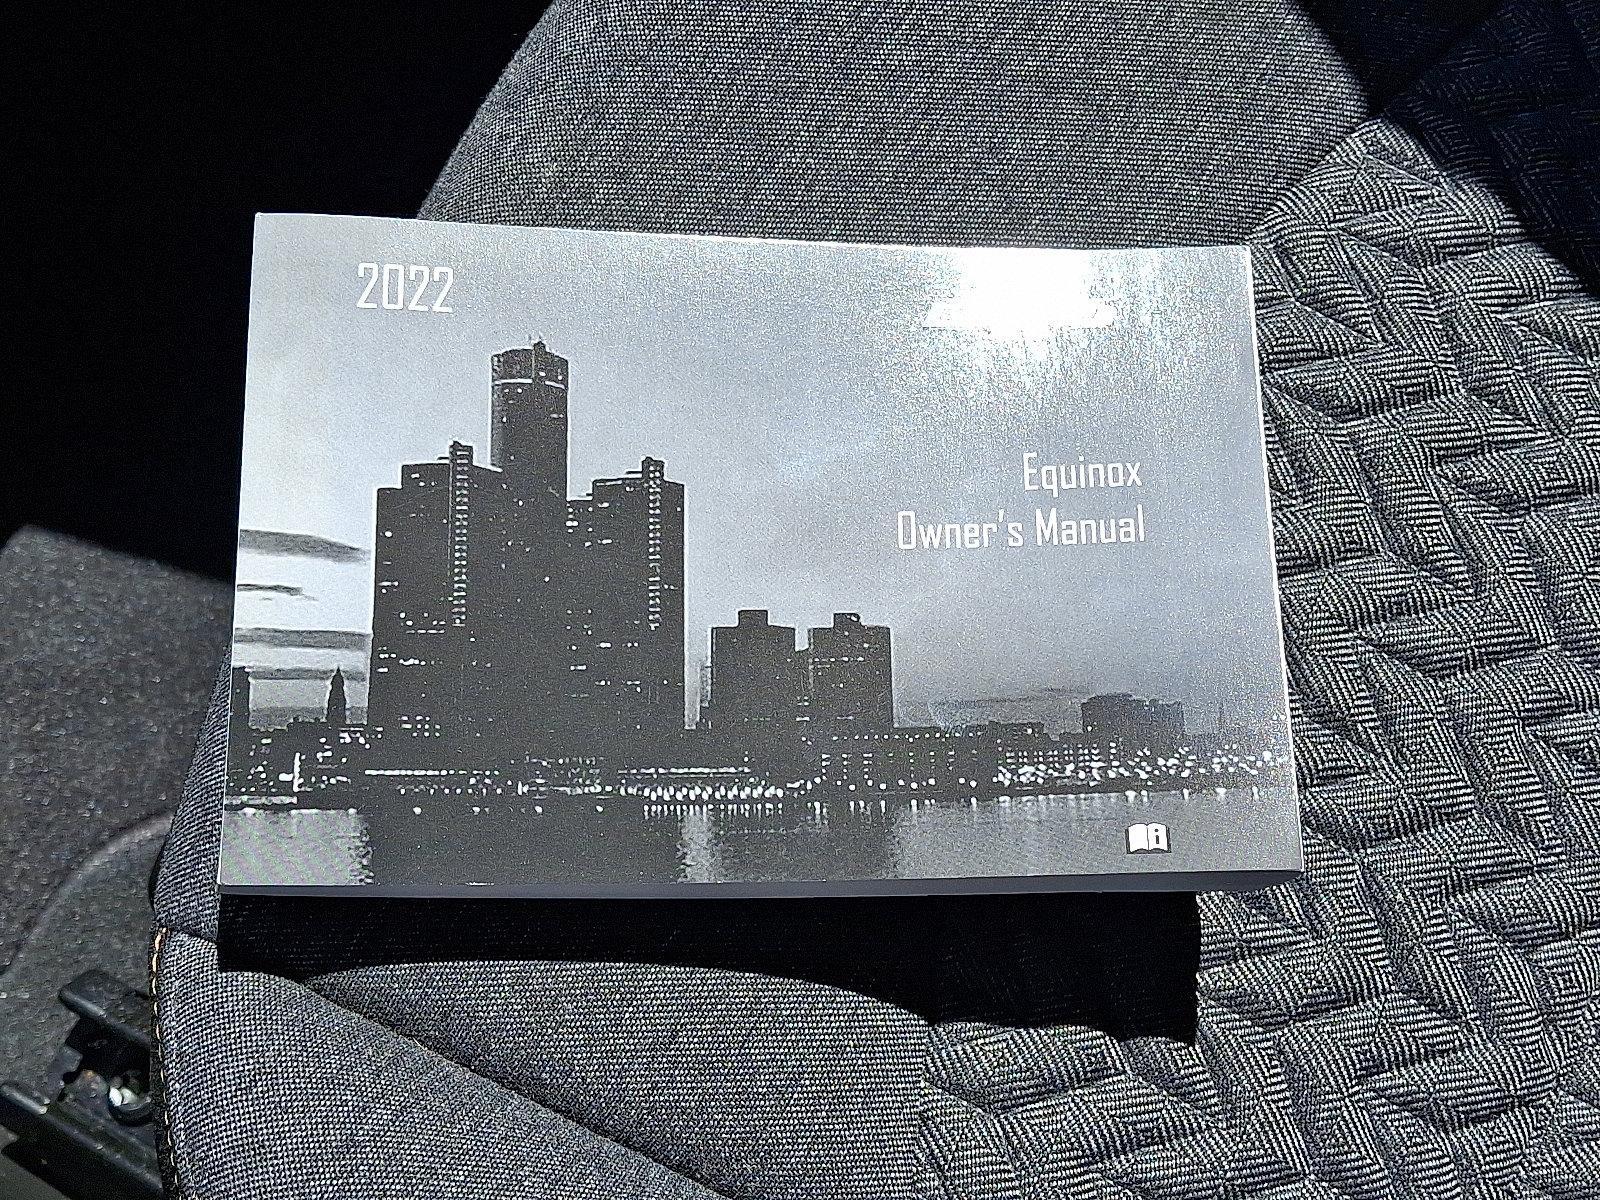 2022
Equinox
Owner's Manual
i